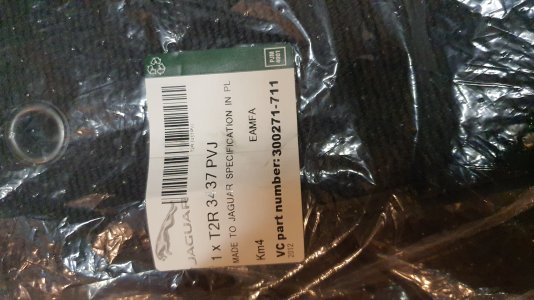 JAGUAR
1 x T2R 3 37 PVJ
MADE TO JAGUAR SPECIFICATION IN PL
EAMFA
Km4
VC part number: 300271-711
2012